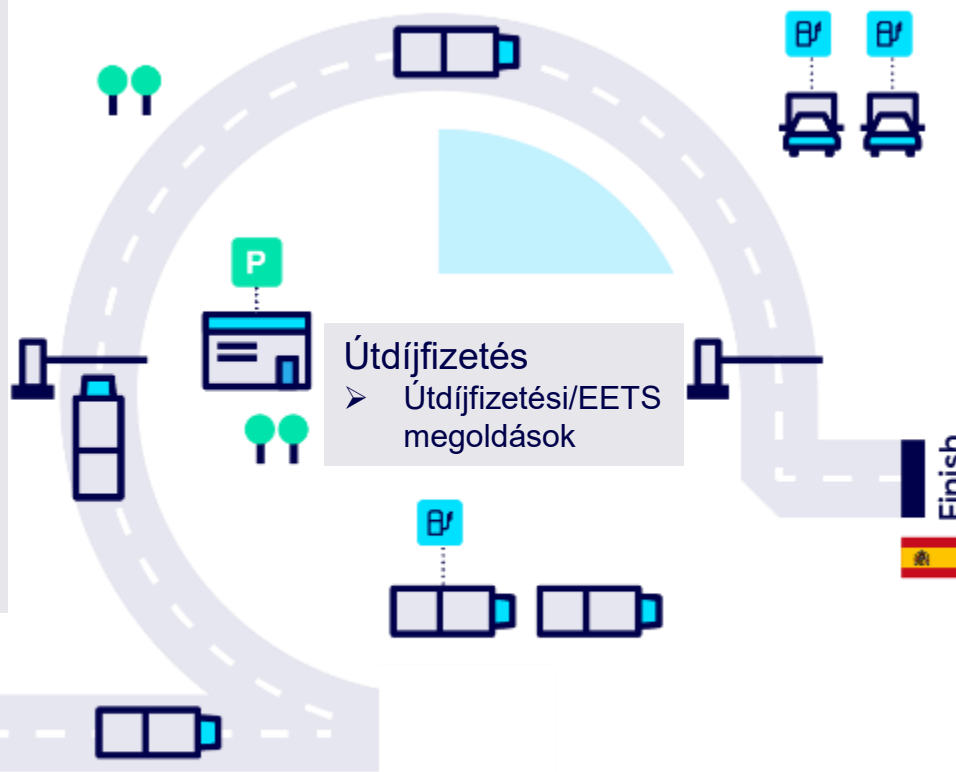 P
Útdíjfizetés
➢ Útdíjfizetési/EETS
megoldások
Finish